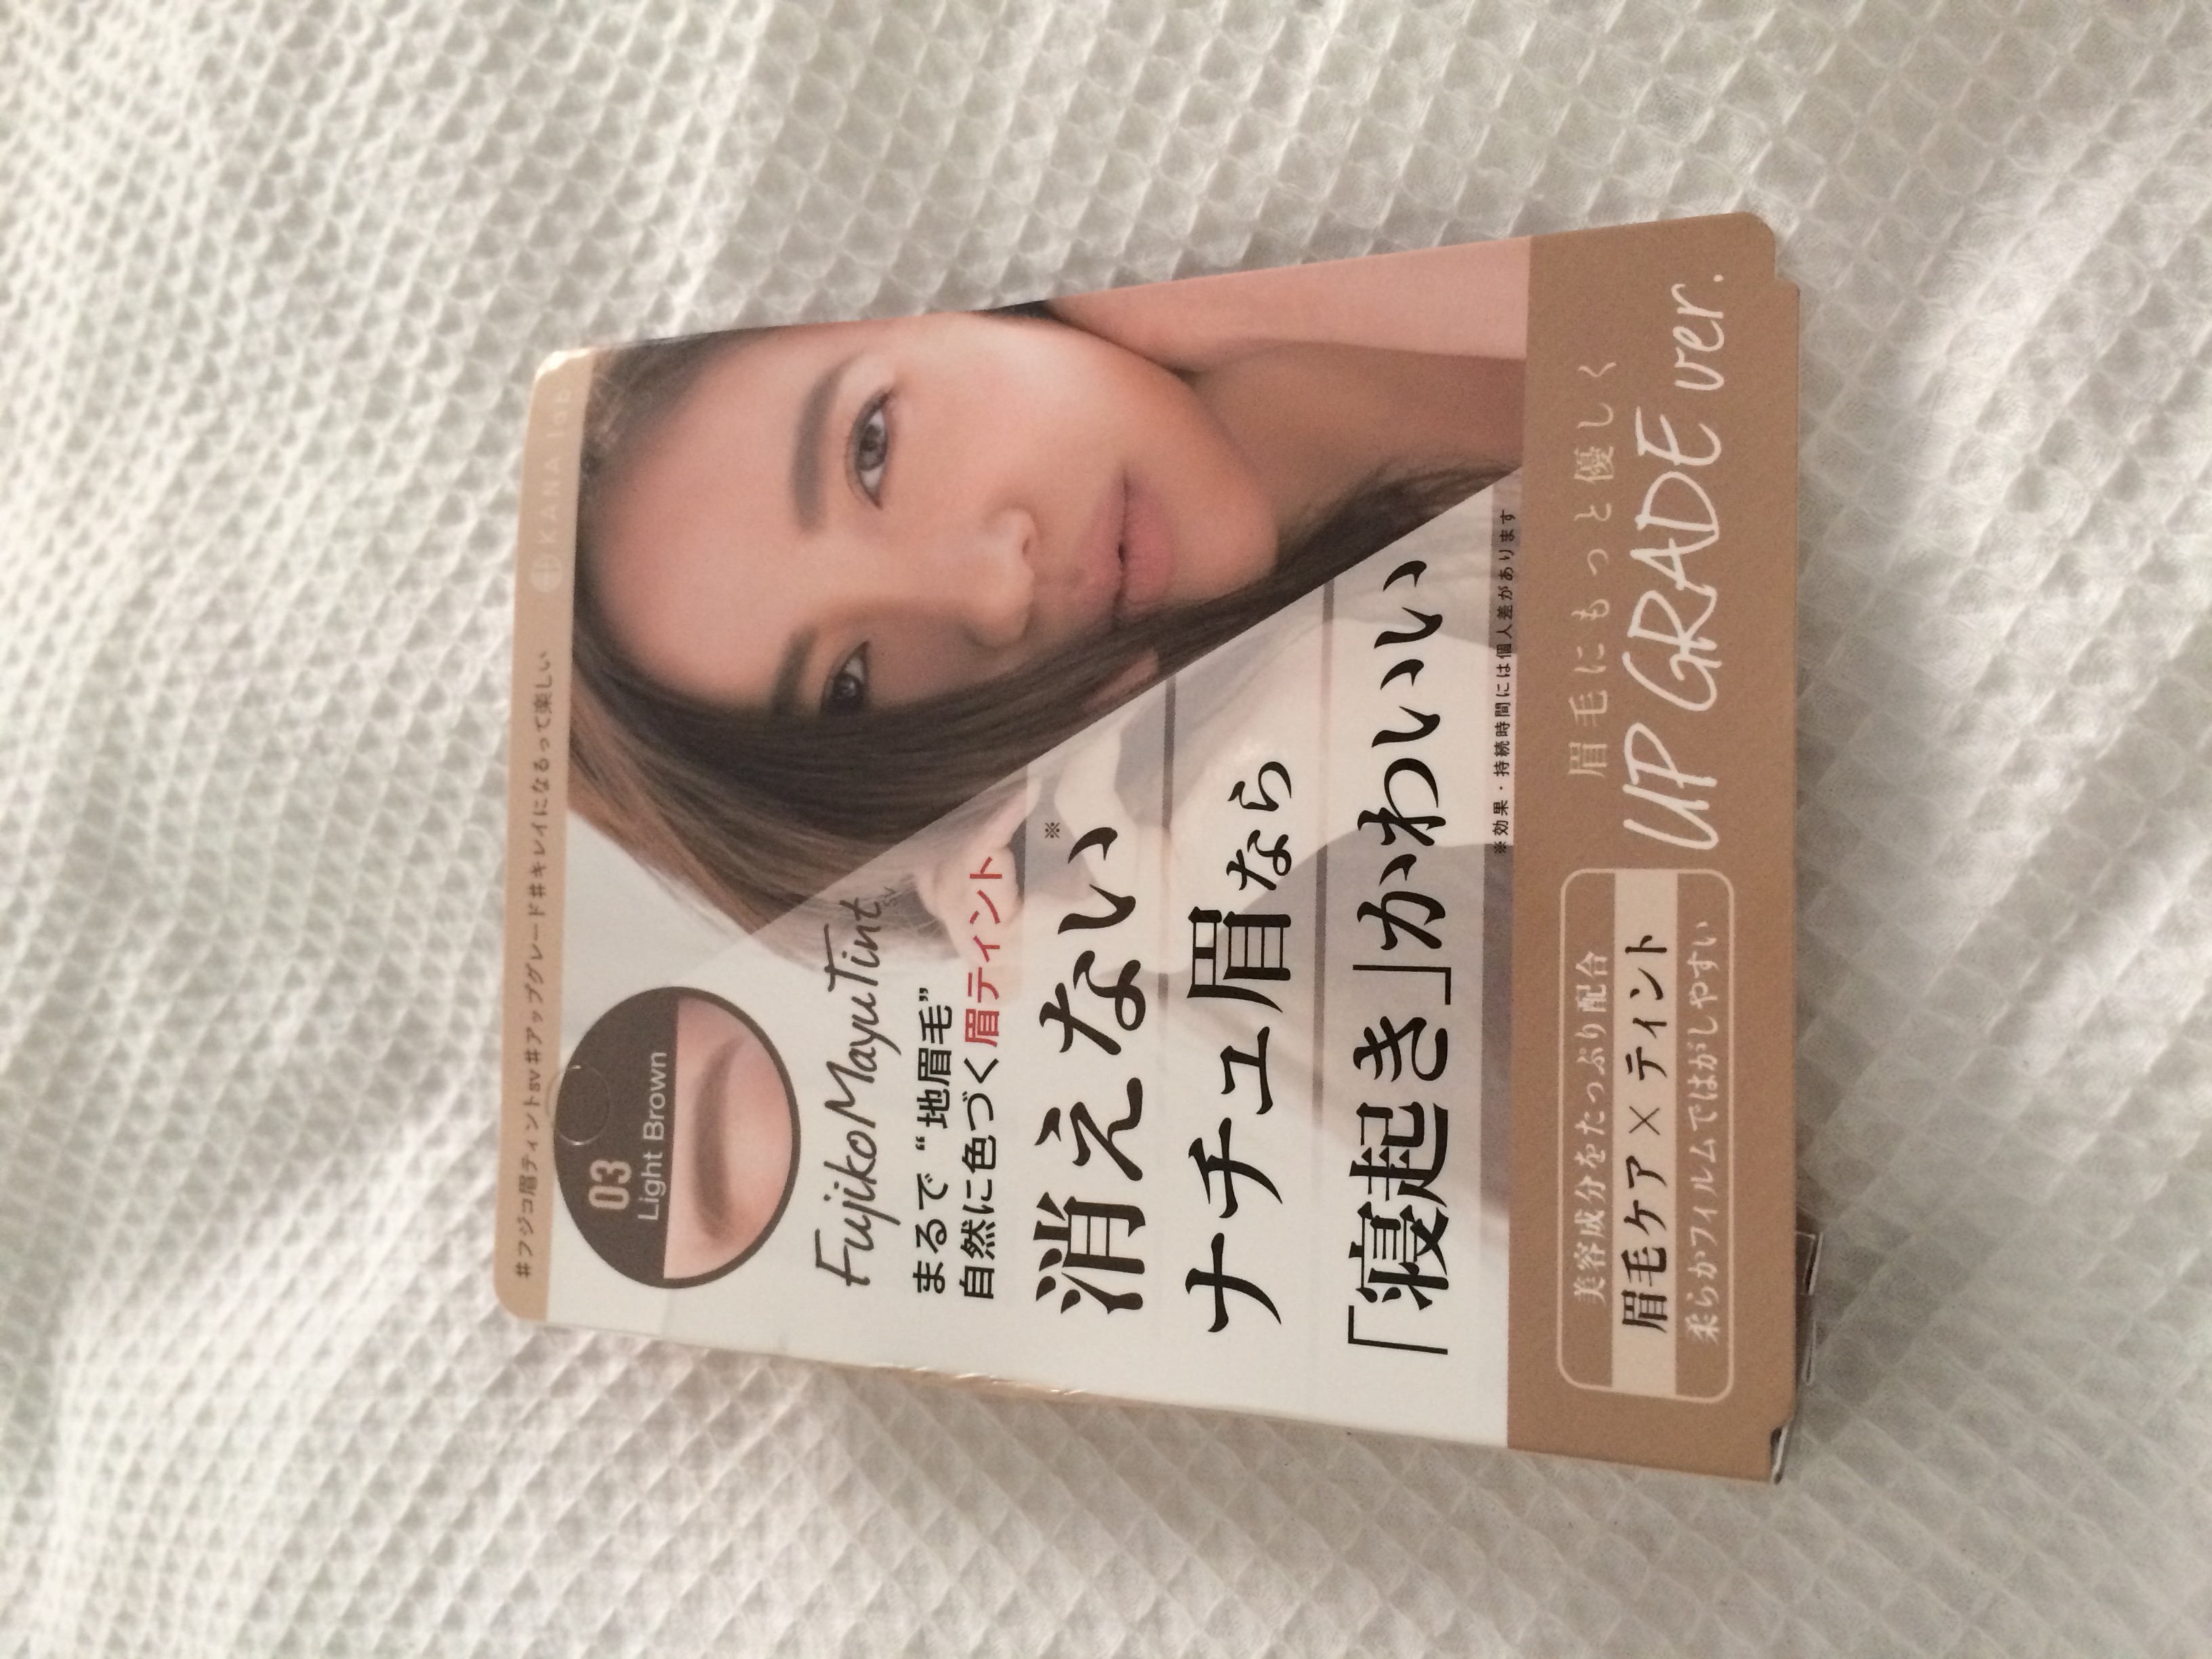 #フジコ眉ティントsv#アップグレード#キレイになるって楽しい
KANA lab
03
Light Brown
Fujiko Mayu Tint
SV
まるで“地眉毛”
自然に色づく眉ティント
消えない※
ナチュ眉なら
「寝起き」かわいい
※効果・持続時間には個人差があります
美容成分をたっぷり配合
眉毛ケア×ティント
柔らかフィルムではがしやすい
眉毛にもっと優しく
UP GRADE ver.